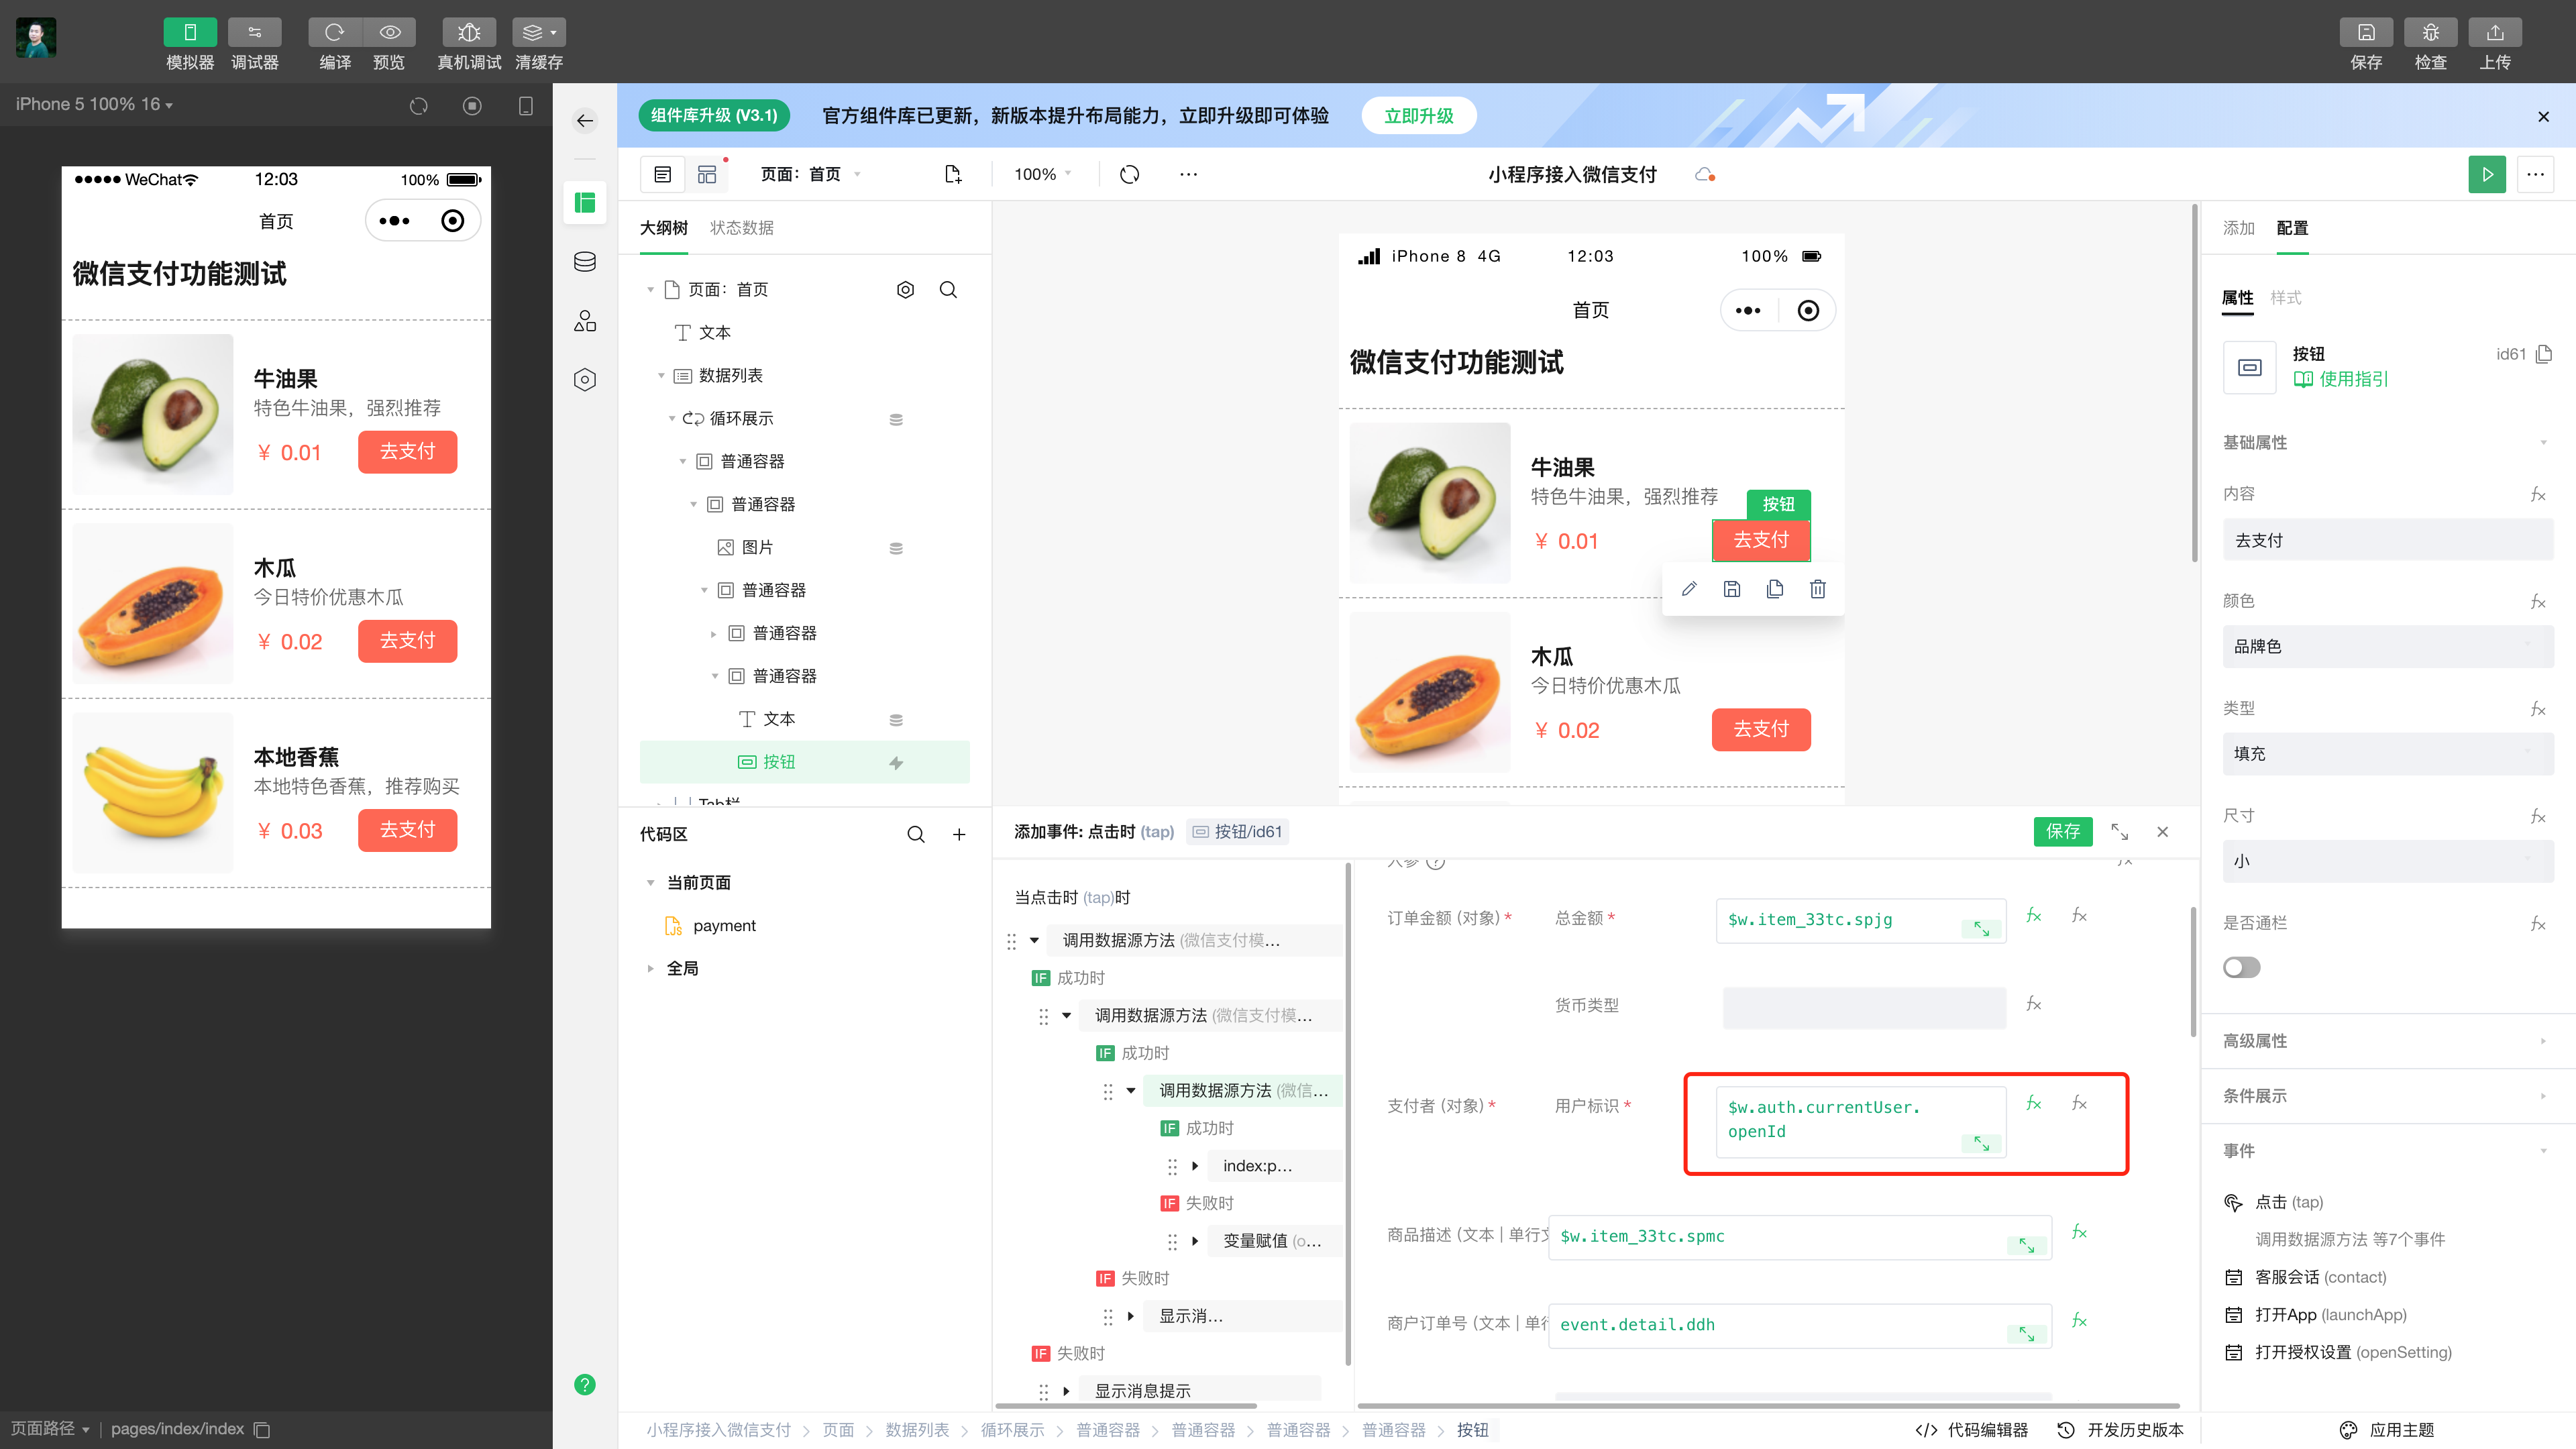 模拟器
调试器
编译
预览
真机调试
清缓存
保存
检查
上传
iPhone 5 100% 16
●●●●● WeChat
12:03
100%
首页
微信支付功能测试
牛油果
特色牛油果，强烈推荐
¥ 0.01
去支付
木瓜
今日特价优惠木瓜
¥ 0.02
去支付
本地香蕉
本地特色香蕉，推荐购买
¥ 0.03
去支付
页面路径
pages/index/index
组件库升级 (V3.1)
官方组件库已更新，新版本提升布局能力，立即升级即可体验
立即升级
页面：首页
100%
小程序接入微信支付
大纲树
状态数据
页面：首页
文本
数据列表
循环展示
普通容器
普通容器
图片
普通容器
普通容器
普通容器
文本
按钮
Tab栏
代码区
当前页面
payment
全局
iPhone 8 4G
12:03
100%
首页
微信支付功能测试
牛油果
特色牛油果，强烈推荐
按钮
¥ 0.01
去支付
木瓜
今日特价优惠木瓜
¥ 0.02
去支付
添加事件: 点击时 (tap)
按钮/id61
保存
当点击时 (tap)时
调用数据源方法 (微信支付模...
IF 成功时
调用数据源方法 (微信支付模...
IF 成功时
调用数据源方法 (微信...
IF 成功时
index:p...
IF 失败时
变量赋值 (o...
IF 失败时
显示消...
IF 失败时
显示消息提示
入参
订单金额 (对象) *
总金额 *
$w.item_33tc.spjg
货币类型
支付者 (对象) *
用户标识 *
$w.auth.currentUser.
openId
商品描述 (文本 | 单行文
$w.item_33tc.spmc
商户订单号 (文本 | 单行
event.detail.ddh
小程序接入微信支付 > 页面 > 数据列表 > 循环展示 > 普通容器 > 普通容器 > 普通容器 > 普通容器 > 按钮
代码编辑器
开发历史版本
添加
配置
属性
样式
按钮
id61
使用指引
基础属性
内容
fx
去支付
颜色
fx
品牌色
类型
fx
填充
尺寸
fx
小
是否通栏
fx
高级属性
条件展示
事件
点击 (tap)
调用数据源方法 等7个事件
客服会话 (contact)
打开App (launchApp)
打开授权设置 (openSetting)
应用主题